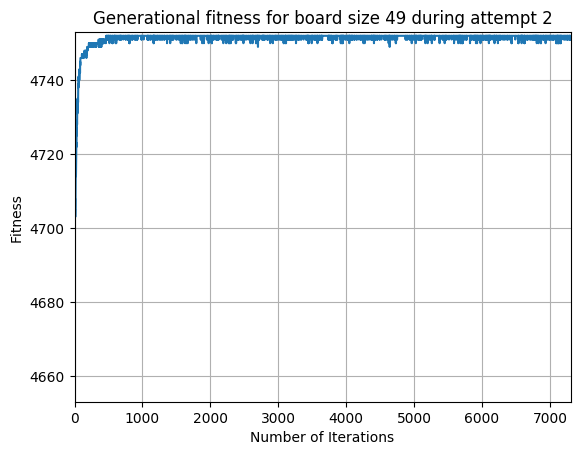 Generational fitness for board size 49 during attempt 2
4740
4720
4700
4680
4660
Fitness
0 1000 2000 3000 4000 5000 6000 7000
Number of Iterations